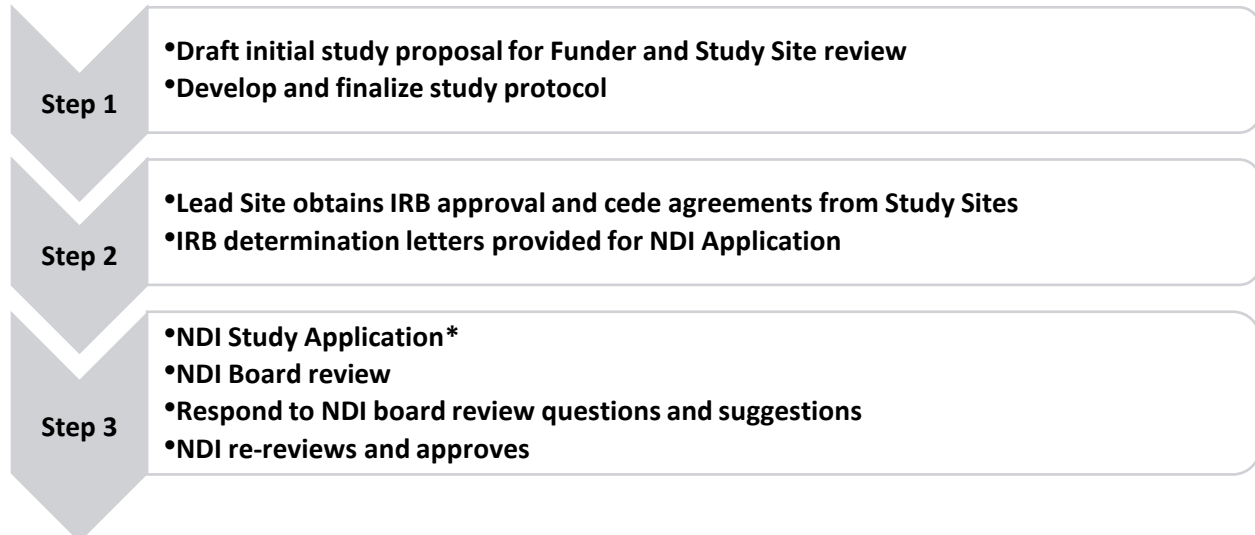 Step 1
•Draft initial study proposal for Funder and Study Site review
•Develop and finalize study protocol
Step 2
•Lead Site obtains IRB approval and cede agreements from Study Sites
•IRB determination letters provided for NDI Application
Step 3
•NDI Study Application*
•NDI Board review
•Respond to NDI board review questions and suggestions
•NDI re-reviews and approves